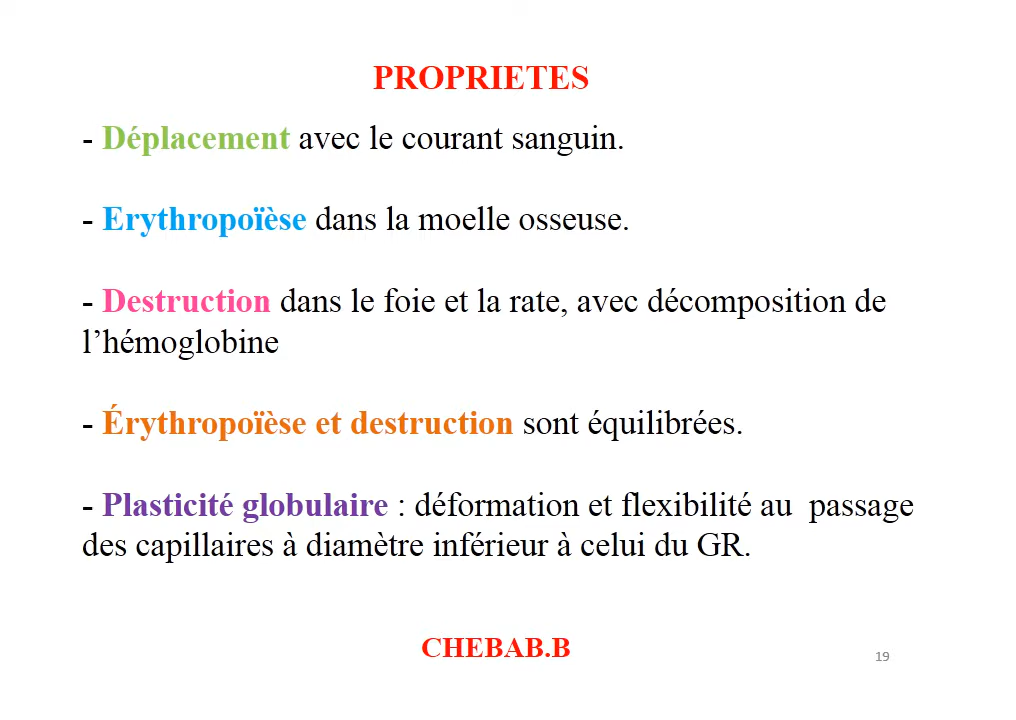 PROPRIETES
- Déplacement avec le courant sanguin.
- Erythropoïèse dans la moelle osseuse.
- Destruction dans le foie et la rate, avec décomposition de
l’hémoglobine
- Érythropoïèse et destruction sont équilibrées.
- Plasticité globulaire : déformation et flexibilité au  passage
des capillaires à diamètre inférieur à celui du GR.
CHEBAB.B
19